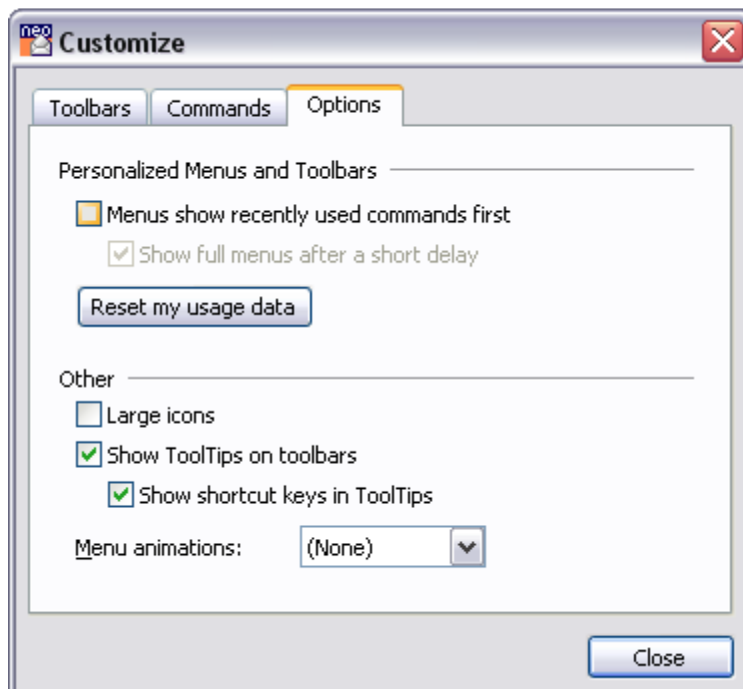 neo
Customize
Toolbars Commands Options
Personalized Menus and Toolbars
Menus show recently used commands first
Show full menus after a short delay
Reset my usage data
Other
Large icons
Show ToolTips on toolbars
Show shortcut keys in ToolTips
Menu animations: (None)
Close